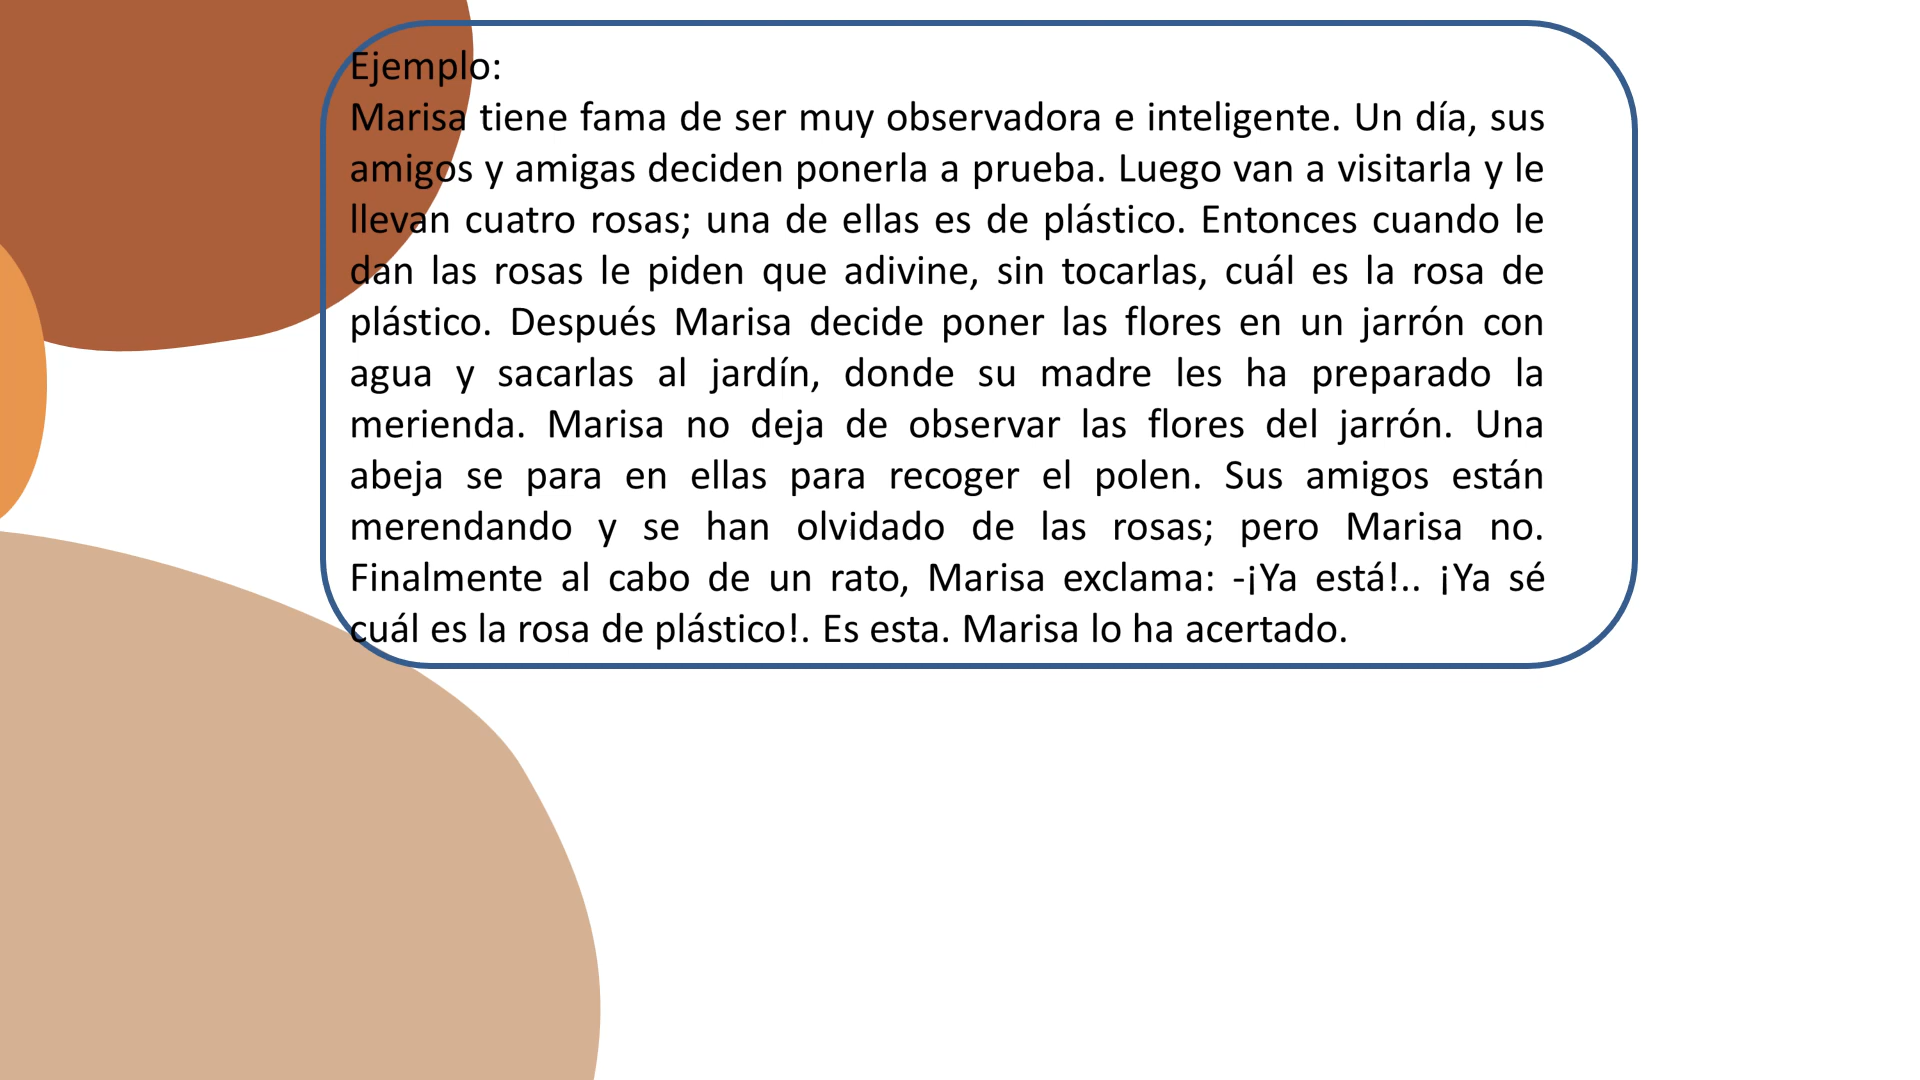 Ejemplo:
Marisa tiene fama de ser muy observadora e inteligente. Un día, sus
amigos y amigas deciden ponerla a prueba. Luego van a visitarla y le
llevan cuatro rosas; una de ellas es de plástico. Entonces cuando le
dan las rosas le piden que adivine, sin tocarlas, cuál es la rosa de
plástico. Después Marisa decide poner las flores en un jarrón con
agua y sacarlas al jardín, donde su madre les ha preparado la
merienda. Marisa no deja de observar las flores del jarrón. Una
abeja se para en ellas para recoger el polen. Sus amigos están
merendando y se han olvidado de las rosas; pero Marisa no.
Finalmente al cabo de un rato, Marisa exclama: -¡Ya está!.. ¡Ya sé
cuál es la rosa de plástico!. Es esta. Marisa lo ha acertado.